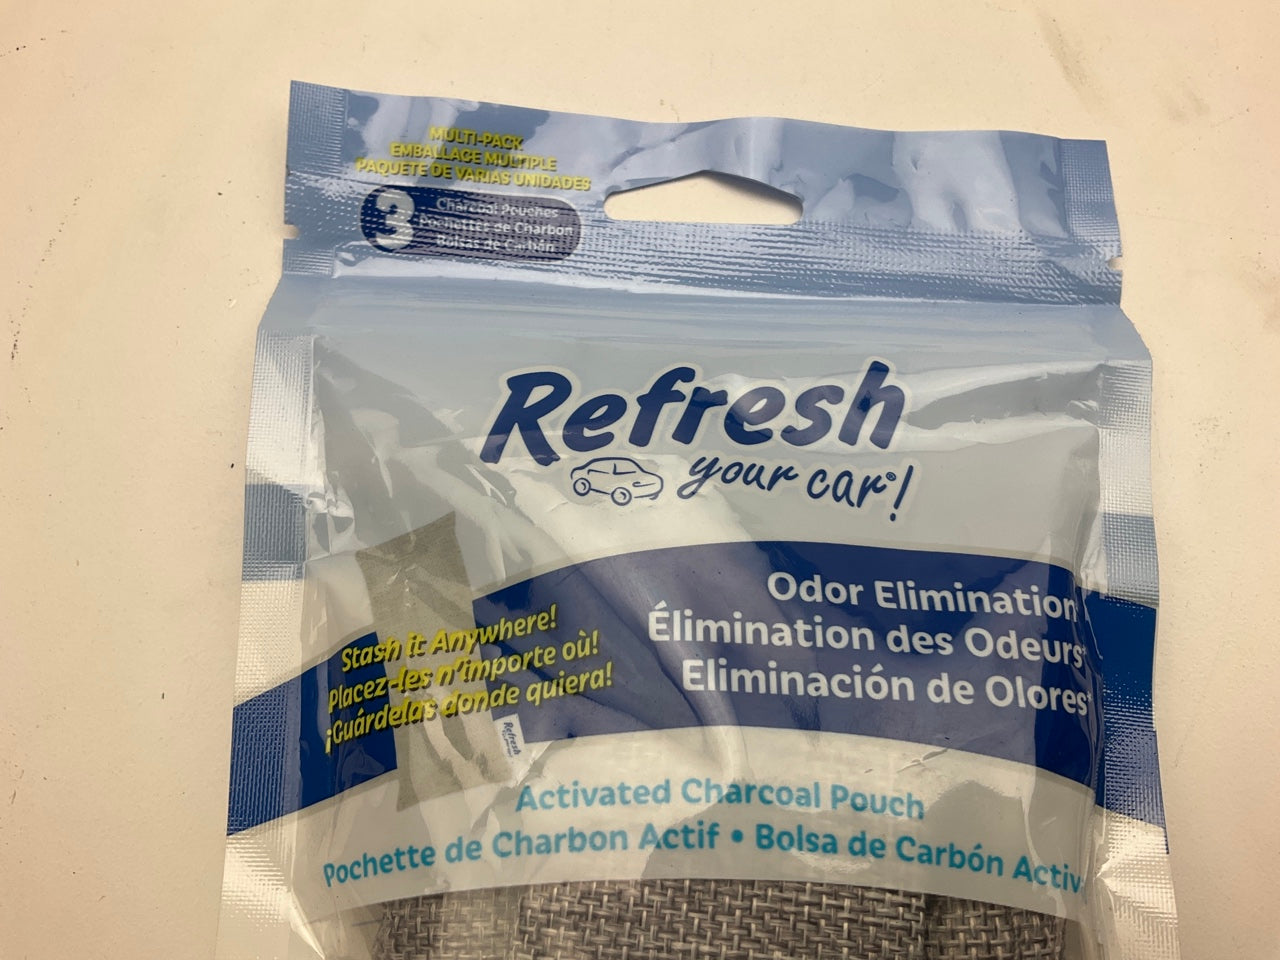 MULTI-PACK
EMBALLAGE MULTIPLE
PAQUETE DE VARIAS UNIDADES
3
Charcoal Pouches
Pochettes de Charbon
Bolsas de Carbón
Refresh
your car®!
Odor Elimination
Élimination des Odeurs*
Eliminación de Olores*
Stash it Anywhere!
Placez-les n'importe où!
¡Guárdelas donde quiera!
Refresh
Activated Charcoal Pouch
Pochette de Charbon Actif • Bolsa de Carbón Activ